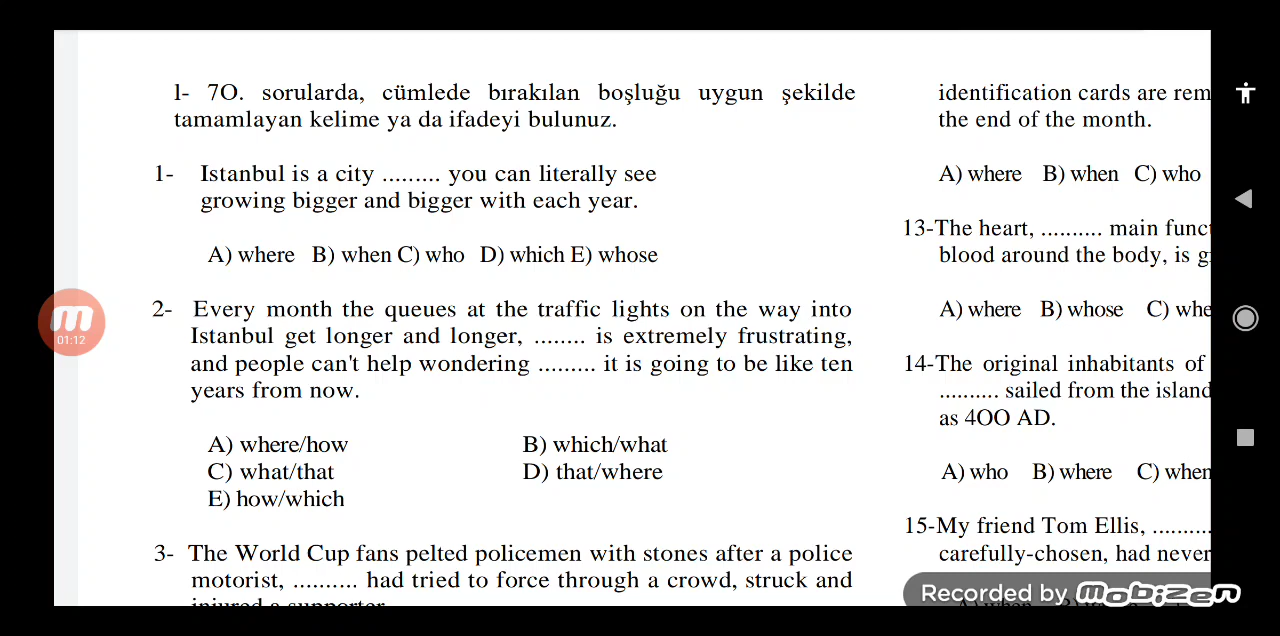 l- 7O. sorularda, cümlede bırakılan boşluğu uygun şekilde
tamamlayan kelime ya da ifadeyi bulunuz.
1- Istanbul is a city ......... you can literally see
growing bigger and bigger with each year.
A) where B) when C) who D) which E) whose
2- Every month the queues at the traffic lights on the way into
Istanbul get longer and longer, ........ is extremely frustrating,
and people can't help wondering ......... it is going to be like ten
years from now.
A) where/how B) which/what
C) what/that D) that/where
E) how/which
3- The World Cup fans pelted policemen with stones after a police
motorist, .......... had tried to force through a crowd, struck and
injured a supporter
identification cards are rem
the end of the month.
A) where B) when C) who
13-The heart, .......... main func
blood around the body, is g
A) where B) whose C) whe
14-The original inhabitants of
.......... sailed from the island
as 4OO AD.
A) who B) where C) when
15-My friend Tom Ellis, ..........
carefully-chosen, had never
m
01:12
Recorded by mobizen